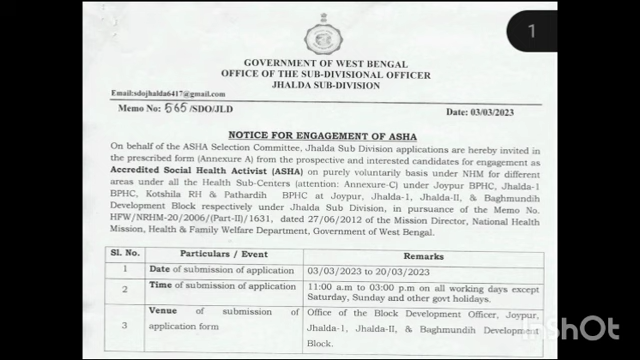 1
GOVERNMENT OF WEST BENGAL
OFFICE OF THE SUB-DIVISIONAL OFFICER
JHALDA SUB-DIVISION
Email:sdojhalda6417@gmail.com
Memo No: 565/SDO/JLD
Date: 03/03/2023
NOTICE FOR ENGAGEMENT OF ASHA
On behalf of the ASHA Selection Committee, Jhalda Sub Division applications are hereby invited in
the prescribed form (Annexure A) from the prospective and interested candidates for engagement as
Accredited Social Health Activist (ASHA) on purely voluntarily basis under NHM for different
areas under all the Health Sub-Centers (attention: Annexure-C) under Joypur BPHC, Jhalda-1
BPHC, Kotshila RH & Pathardih BPHC at Joypur, Jhalda-1, Jhalda-II, & Baghmundih
Development Block respectively under Jhalda Sub Division, in pursuance of the Memo No.
HFW/NRHM-20/2006/(Part-II)/1631, dated 27/06/2012 of the Mission Director, National Health
Mission, Health & Family Welfare Department, Government of West Bengal.
Sl. No. Particulars / Event Remarks
1 Date of submission of application 03/03/2023 to 20/03/2023
2 Time of submission of application 11:00 a.m to 03:00 p.m on all working days except
Saturday, Sunday and other govt holidays.
3 Venue of submission of
application form
Office of the Block Development Officer, Joypur,
Jhalda-1, Jhalda-II, & Baghmundih Development
Block.
InShOt